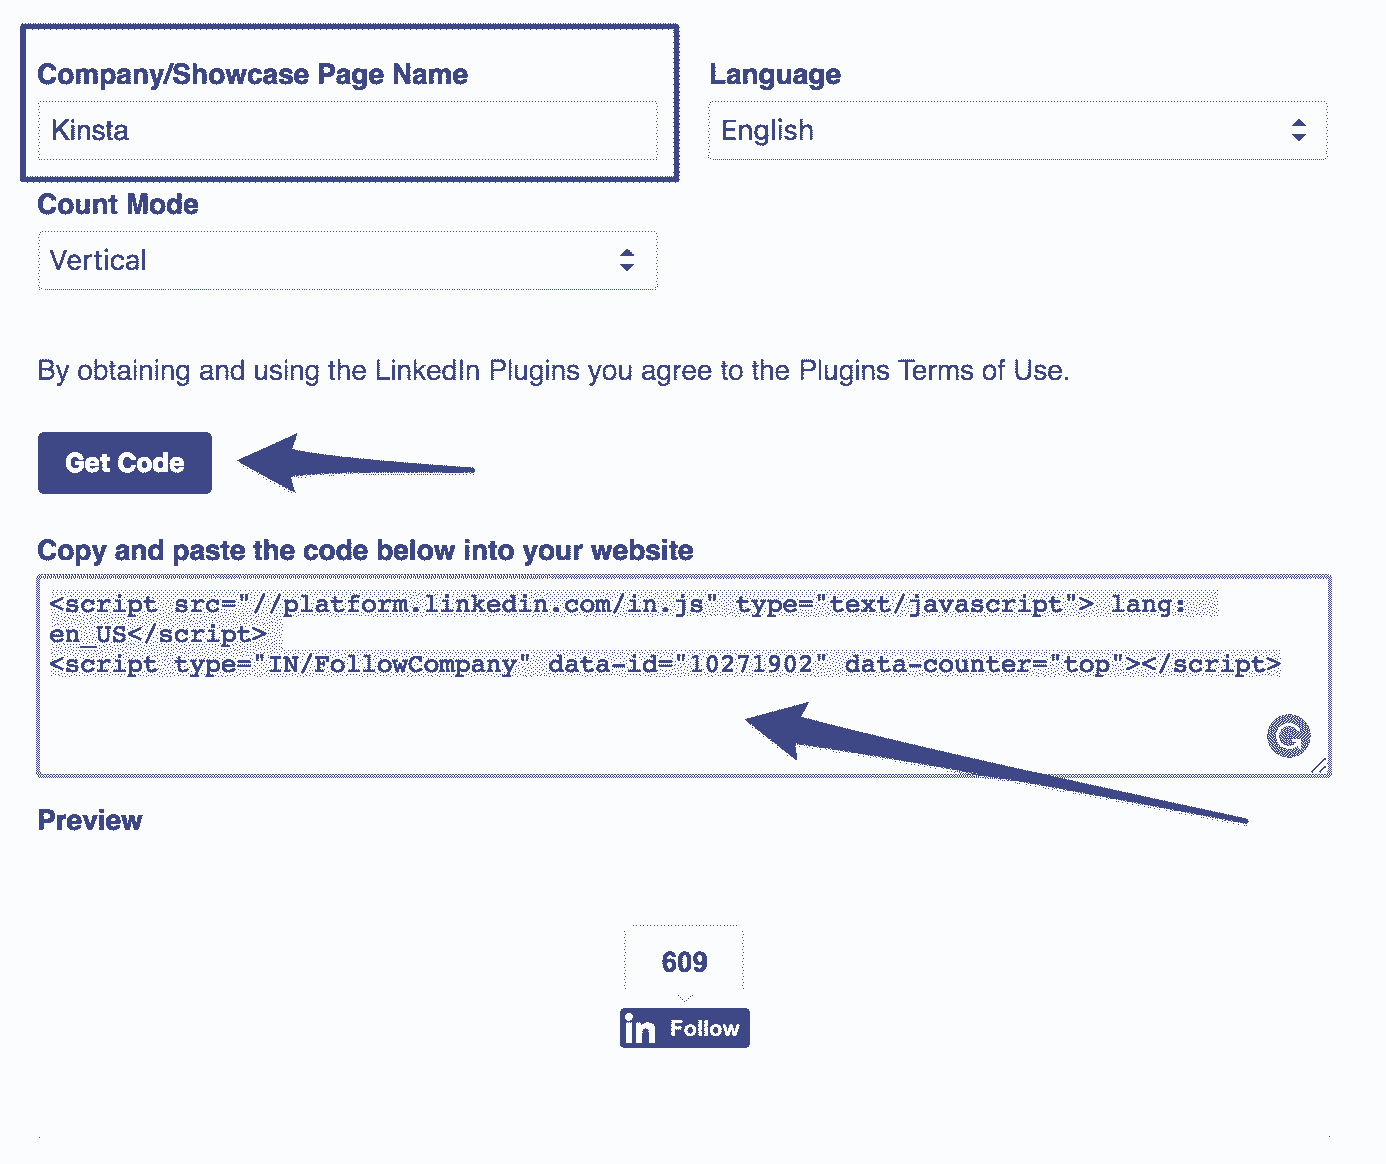 Company/Showcase Page Name
Kinsta
Language
English
Count Mode
Vertical
By obtaining and using the LinkedIn Plugins you agree to the Plugins Terms of Use.
Get Code
Copy and paste the code below into your website
<script src="//platform.linkedin.com/in.js" type="text/javascript"> lang:
en_US</script>
<script type="IN/FollowCompany" data-id="10271902" data-counter="top"></script>
Preview
609
in Follow